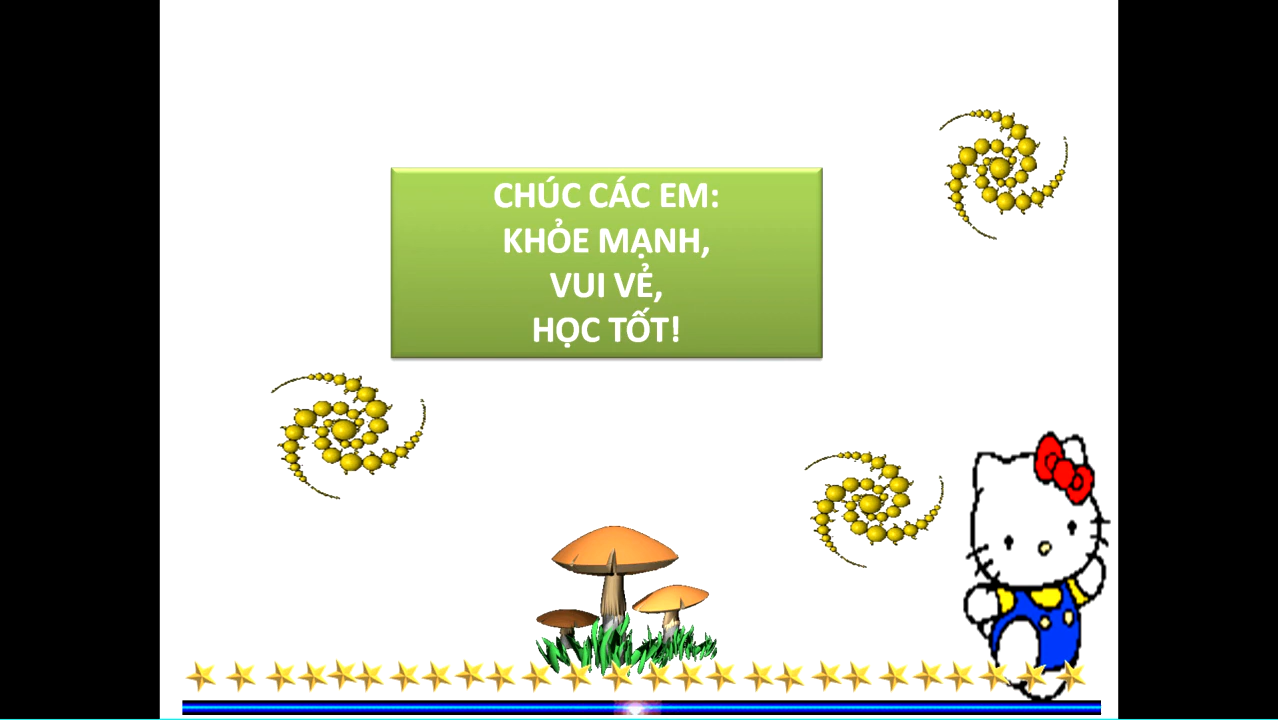 CHÚC CÁC EM:
KHỎE MẠNH,
VUI VẺ,
HỌC TỐT!